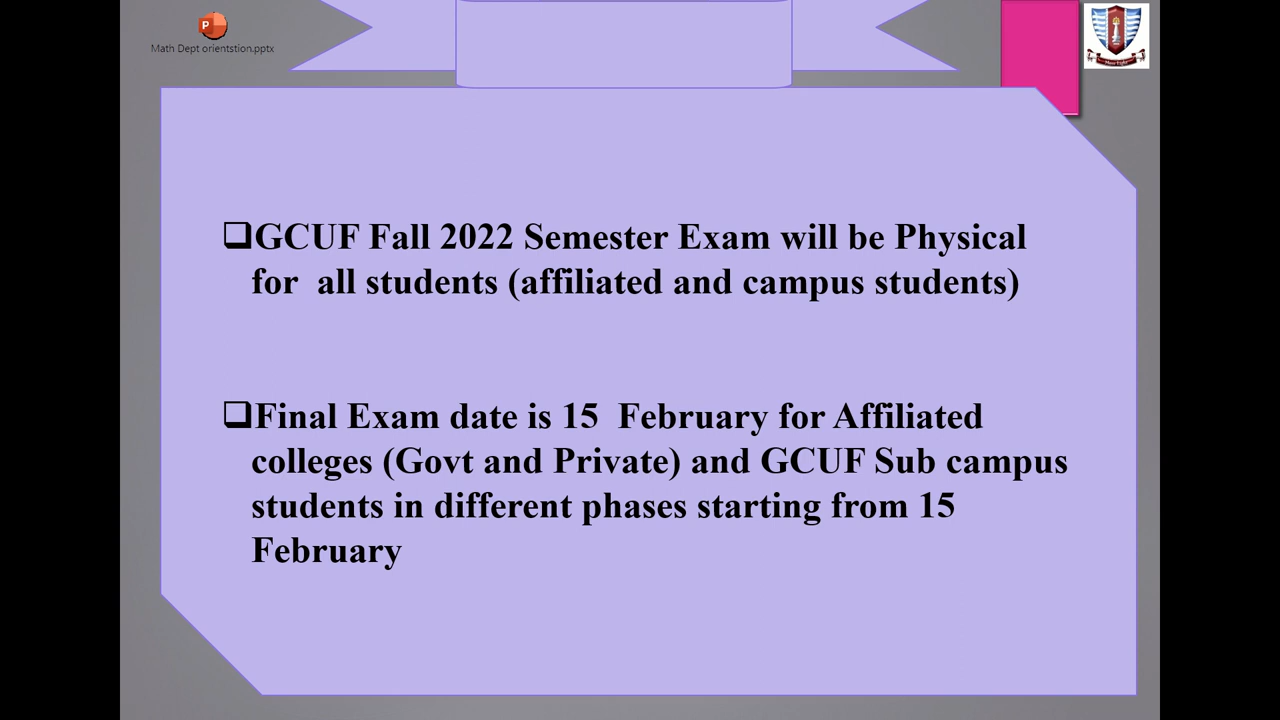 Math Dept orientstion.pptx
GCUF Fall 2022 Semester Exam will be Physical
for all students (affiliated and campus students)
Final Exam date is 15 February for Affiliated
colleges (Govt and Private) and GCUF Sub campus
students in different phases starting from 15
February